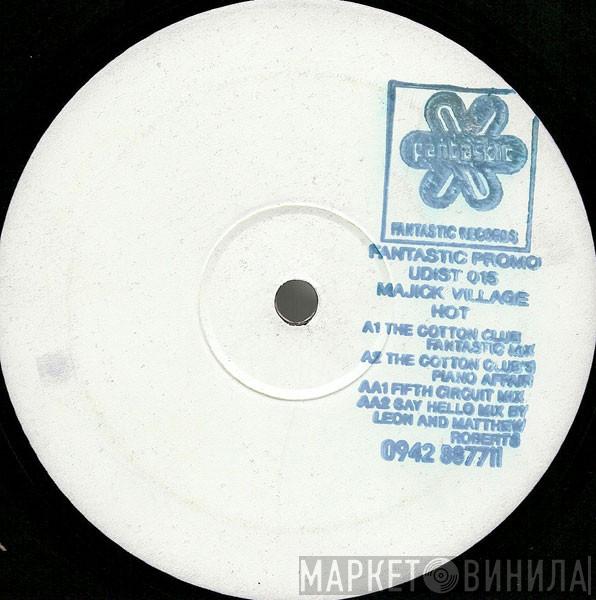 fantastic
FANTASTIC RECORDS
FANTASTIC PROMO
UDIST 015
MAJICK VILLAGE
HOT
A1 THE COTTON CLUB
FANTASTIC MIX
A2 THE COTTON CLUB'S
PIANO AFFAIR
AA1 FIFTH CIRCUIT MIX
AA2 SAY HELLO MIX BY
LEON AND MATTHEW
ROBERTS
0942 887711
МАРКЕТ ВИНИЛА